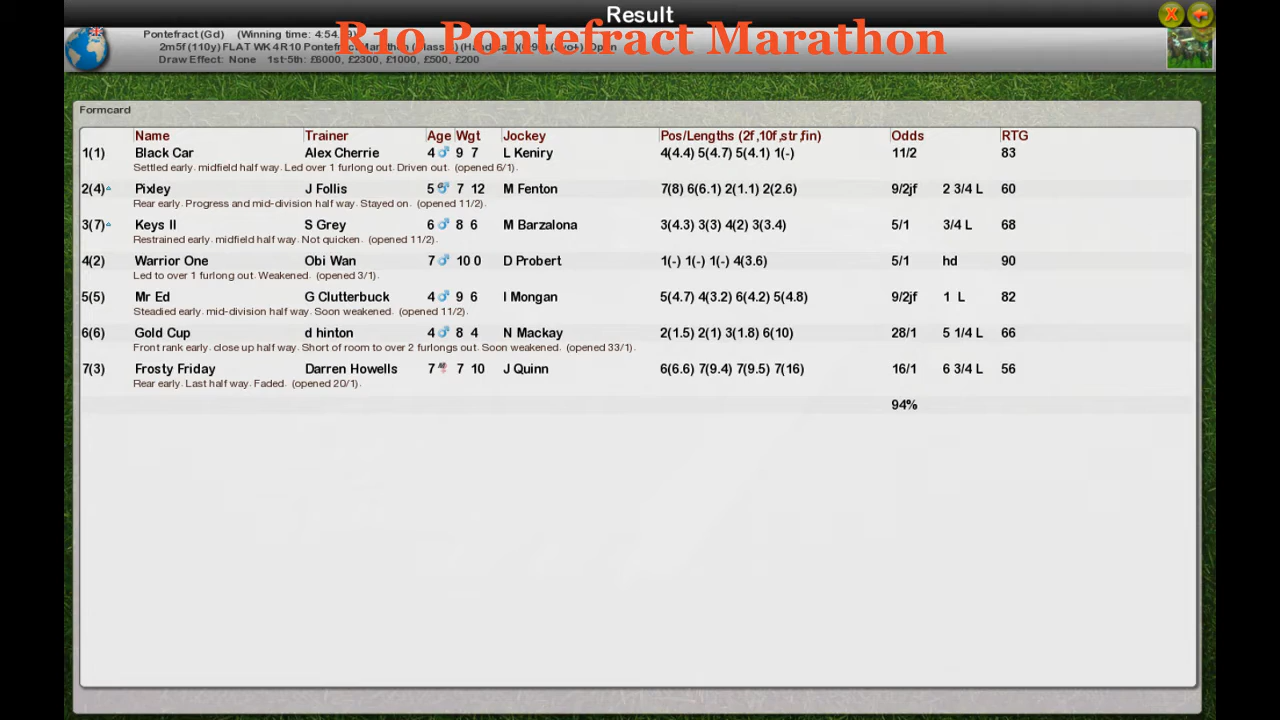 Result
R10 Pontefract Marathon
Pontefract (Gd) (Winning time: 4:54.
2m5f (110y) FLAT WK 4 R10 Pontefract Marathon Open
Draw Effect: None 1st-5th: £6000, £2300, £1000, £500, £200
Formcard
Name Trainer Age Wgt Jockey Pos/Lengths (2f,10f,str,fin) Odds RTG
1(1) Black Car Alex Cherrie 4 9 7 L Keniry 4(4.4) 5(4.7) 5(4.1) 1(-) 11/2 83
Settled early. midfield half way. Led over 1 furlong out. Driven out. (opened 6/1).
2(4) Pixley J Follis 5 7 12 M Fenton 7(8) 6(6.1) 2(1.1) 2(2.6) 9/2jf 2 3/4 L 60
Rear early. Progress and mid-division half way. Stayed on. (opened 11/2).
3(7) Keys II S Grey 6 8 6 M Barzalona 3(4.3) 3(3) 4(2) 3(3.4) 5/1 3/4 L 68
Restrained early. midfield half way. Not quicken. (opened 11/2).
4(2) Warrior One Obi Wan 7 10 0 D Probert 1(-) 1(-) 1(-) 4(3.6) 5/1 hd 90
Led to over 1 furlong out. Weakened. (opened 3/1).
5(5) Mr Ed G Clutterbuck 4 9 6 I Mongan 5(4.7) 4(3.2) 6(4.2) 5(4.8) 9/2jf 1 L 82
Steadied early. mid-division half way. Soon weakened. (opened 11/2).
6(6) Gold Cup d hinton 4 8 4 N Mackay 2(1.5) 2(1) 3(1.8) 6(10) 28/1 5 1/4 L 66
Front rank early. close up half way. Short of room to over 2 furlongs out. Soon weakened. (opened 33/1).
7(3) Frosty Friday Darren Howells 7 7 10 J Quinn 6(6.6) 7(9.4) 7(9.5) 7(16) 16/1 6 3/4 L 56
Rear early. Last half way. Faded. (opened 20/1).
94%